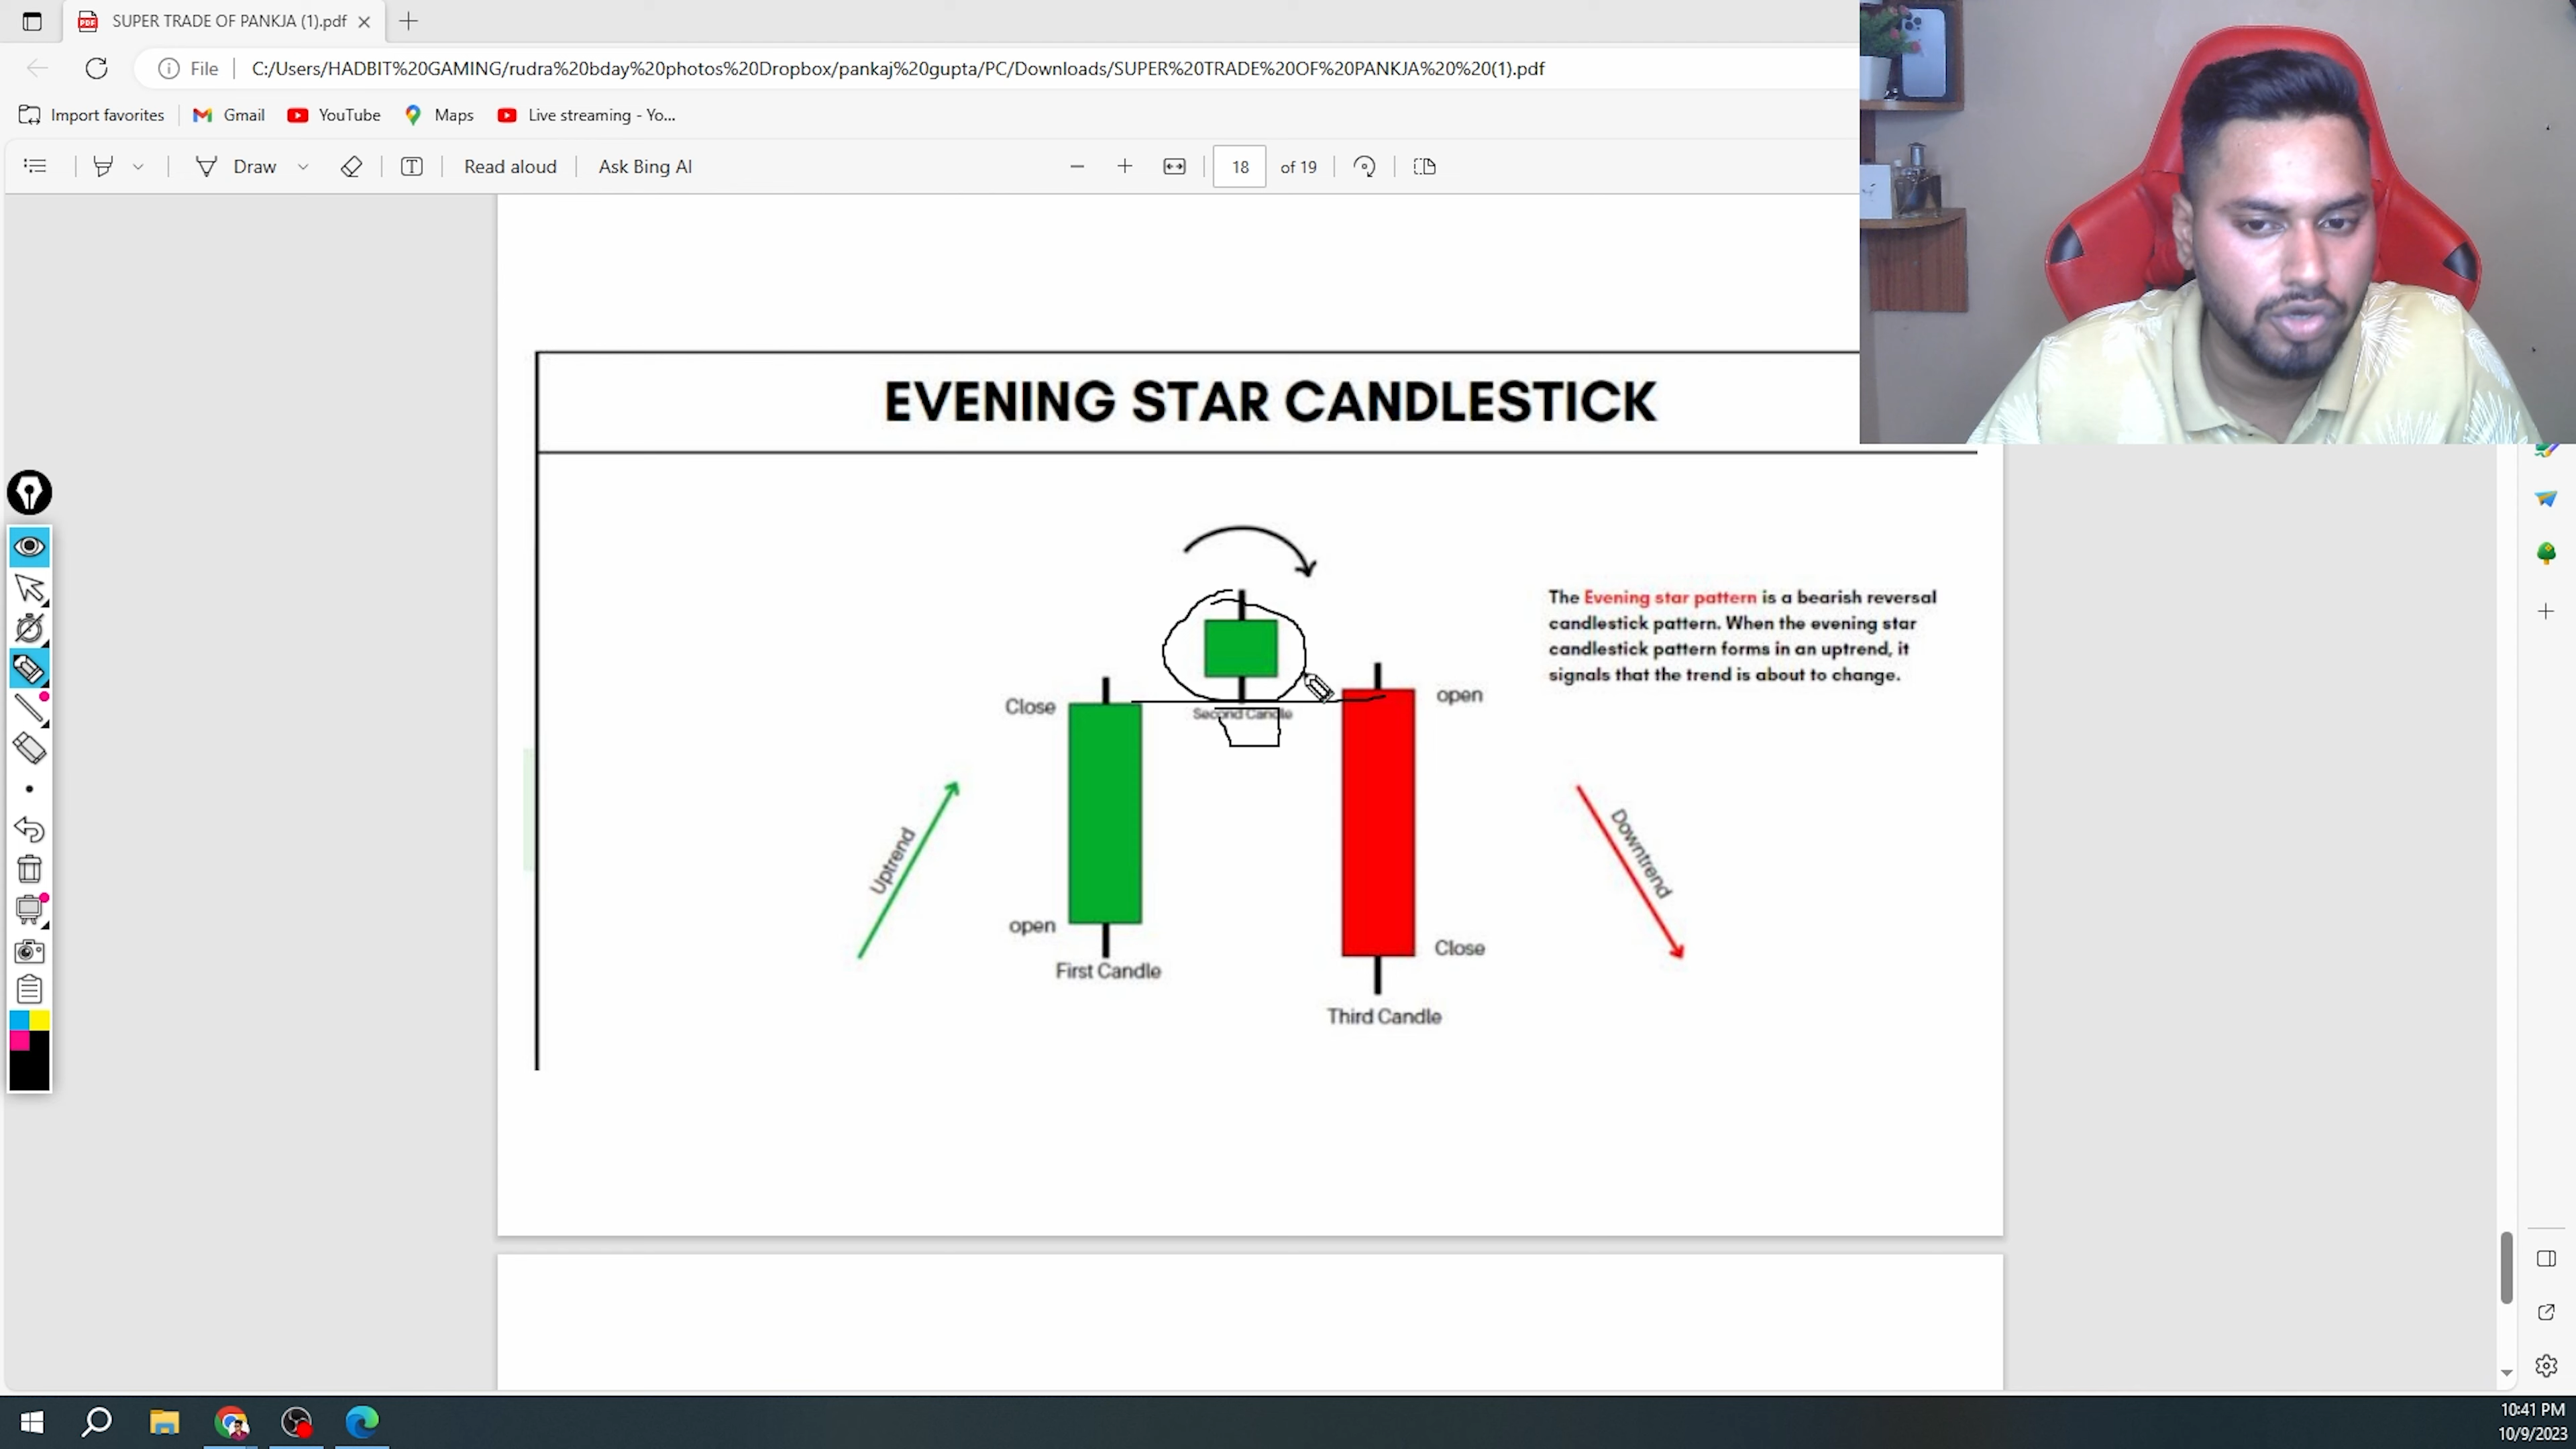 SUPER TRADE OF PANKJA (1).pdf
File
C:/Users/HADBIT%20GAMING/rudra%20bday%20photos%20Dropbox/pankaj%20gupta/PC/Downloads/SUPER%20TRADE%20OF%20PANKJA%20%20(1).pdf
Import favorites
Gmail
YouTube
Maps
Live streaming - Yo...
Draw
Read aloud
Ask Bing AI
18
of 19
EVENING STAR CANDLESTICK
The Evening star pattern is a bearish reversal
candlestick pattern. When the evening star
candlestick pattern forms in an uptrend, it
signals that the trend is about to change.
Close
Second Candle
open
Uptrend
Downtrend
open
Close
First Candle
Third Candle
10:41 PM
10/9/2023